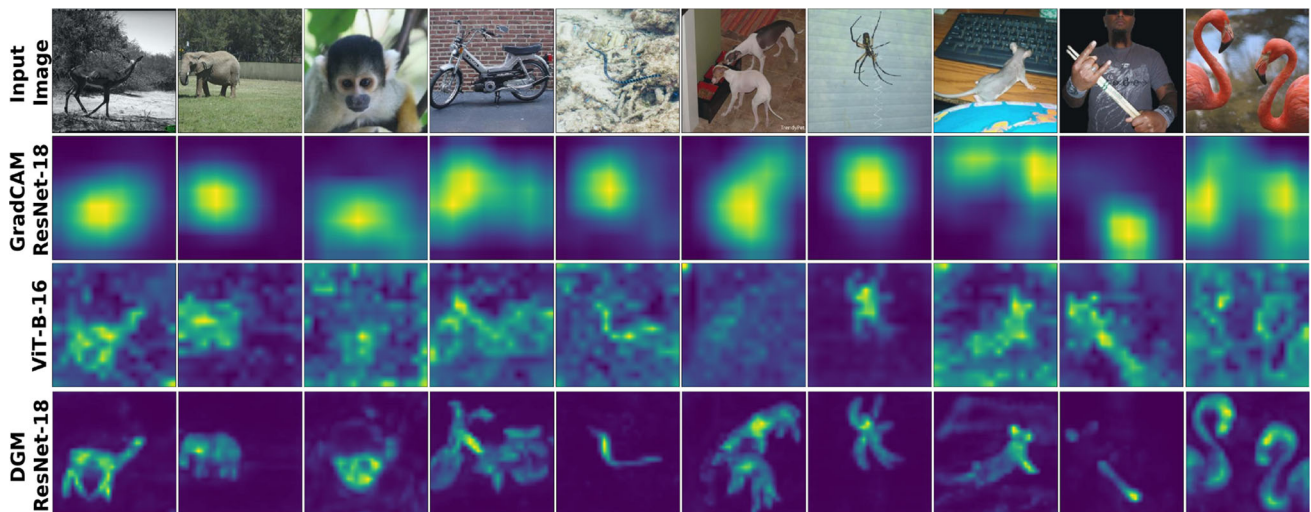 Input
Image
GradCAM
ResNet-18
ViT-B-16
DGM
ResNet-18